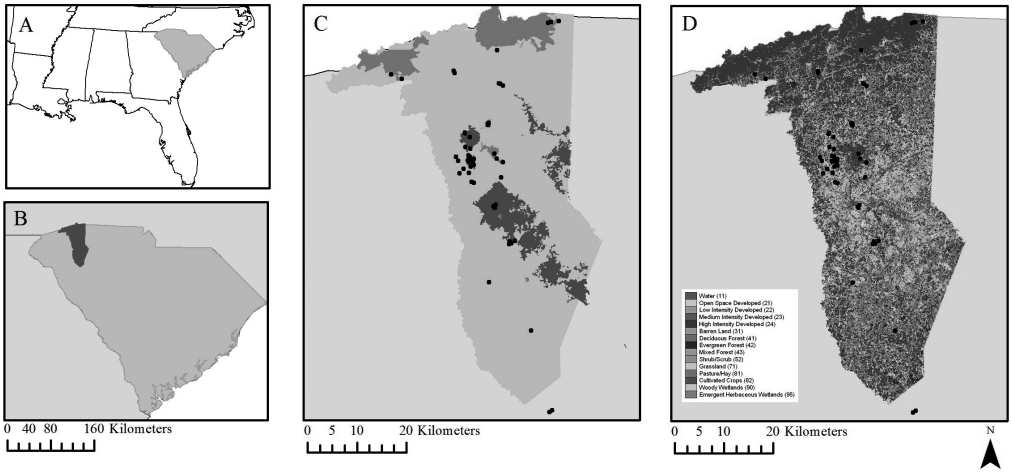 A
B
0 40 80 160 Kilometers
C
0 5 10 20 Kilometers
D
Water (11)
Open Space Developed (21)
Low Intensity Developed (22)
Medium Intensity Developed (23)
High Intensity Developed (24)
Barren Land (31)
Deciduous Forest (41)
Evergreen Forest (42)
Mixed Forest (43)
Shrub/Scrub (52)
Grassland (71)
Pasture/Hay (81)
Cultivated Crops (82)
Woody Wetlands (90)
Emergent Herbaceous Wetlands (95)
0 5 10 20 Kilometers
N